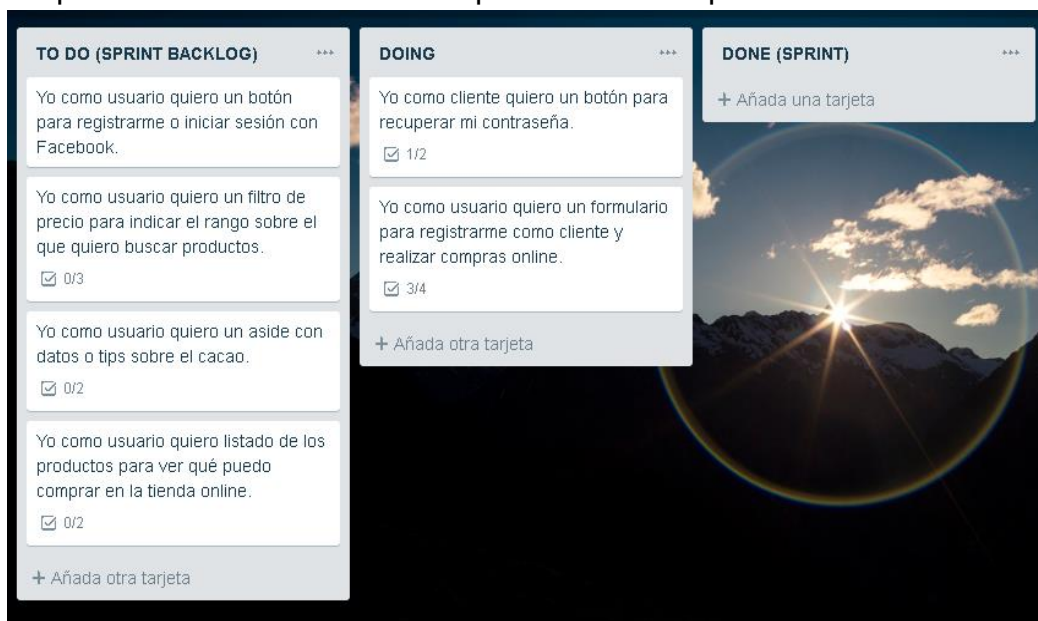 TO DO (SPRINT BACKLOG)
Yo como usuario quiero un botón
para registrarme o iniciar sesión con
Facebook.
Yo como usuario quiero un filtro de
precio para indicar el rango sobre el
que quiero buscar productos.
0/3
Yo como usuario quiero un aside con
datos o tips sobre el cacao.
0/2
Yo como usuario quiero listado de los
productos para ver qué puedo
comprar en la tienda online.
0/2
+ Añada otra tarjeta
DOING
Yo como cliente quiero un botón para
recuperar mi contraseña.
1/2
Yo como usuario quiero un formulario
para registrarme como cliente y
realizar compras online.
3/4
+ Añada otra tarjeta
DONE (SPRINT)
+ Añada una tarjeta